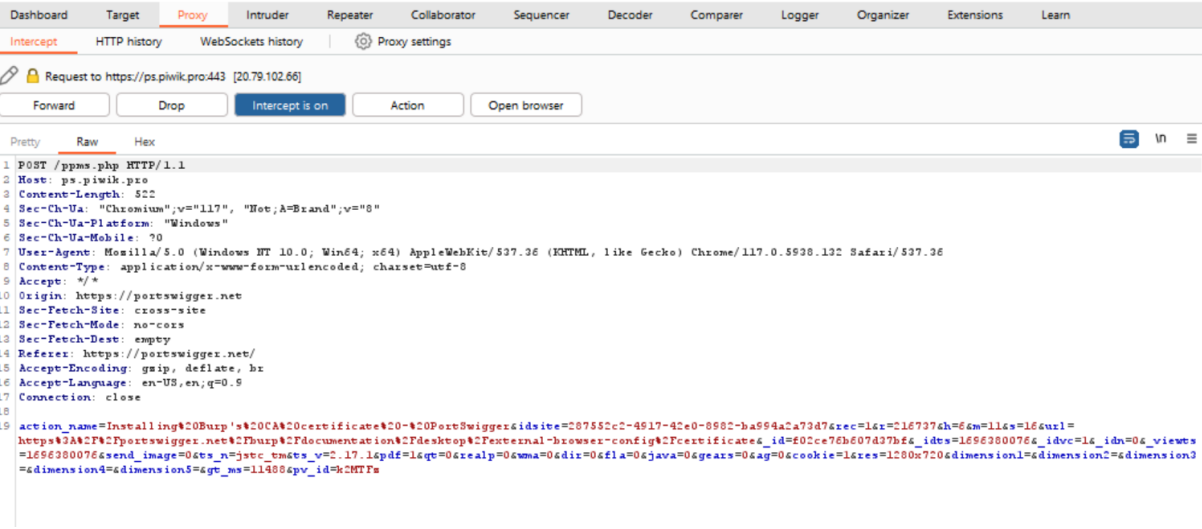 Dashboard Target Proxy Intruder Repeater Collaborator Sequencer Decoder Comparer Logger Organizer Extensions Learn
Intercept HTTP history WebSockets history Proxy settings
Request to https://ps.piwik.pro:443 [20.79.102.66]
Forward Drop Intercept is on Action Open browser
Pretty Raw Hex \n
1 POST /ppms.php HTTP/1.1
2 Host: ps.piwik.pro
3 Content-Length: 522
4 Sec-Ch-Ua: "Chromium";v="117", "Not;A=Brand";v="8"
5 Sec-Ch-Ua-Platform: "Windows"
6 Sec-Ch-Ua-Mobile: ?0
7 User-Agent: Mozilla/5.0 (Windows NT 10.0; Win64; x64) AppleWebKit/537.36 (KHTML, like Gecko) Chrome/117.0.5938.132 Safari/537.36
8 Content-Type: application/x-www-form-urlencoded; charset=utf-8
9 Accept: */*
10 Origin: https://portswigger.net
11 Sec-Fetch-Site: cross-site
12 Sec-Fetch-Mode: no-cors
13 Sec-Fetch-Dest: empty
14 Referer: https://portswigger.net/
15 Accept-Encoding: gzip, deflate, br
16 Accept-Language: en-US,en;q=0.9
17 Connection: close
18
19 action_name=Installing%20Burp's%20CA%20certificate%20-%20PortSwigger&idsite=287552c2-4917-42e0-8982-ba994a2a73d7&rec=1&r=216737&h=6&m=11&s=16&url=
https%3A%2F%2Fportswigger.net%2Fburp%2Fdocumentation%2Fdesktop%2Fexternal-browser-config%2Fcertificate&_id=f02ce76b607d37bf&_idts=1696380076&_idvc=1&_idn=0&_viewts
=1696380076&send_image=0&ts_n=jstc_tm&ts_v=2.17.1&pdf=1&qt=0&realp=0&wma=0&dir=0&fla=0&java=0&gears=0&ag=0&cookie=1&res=1280x720&dimension1=&dimension2=&dimension3
=&dimension4=&dimension5=&gt_ms=11488&pv_id=k2MTFs